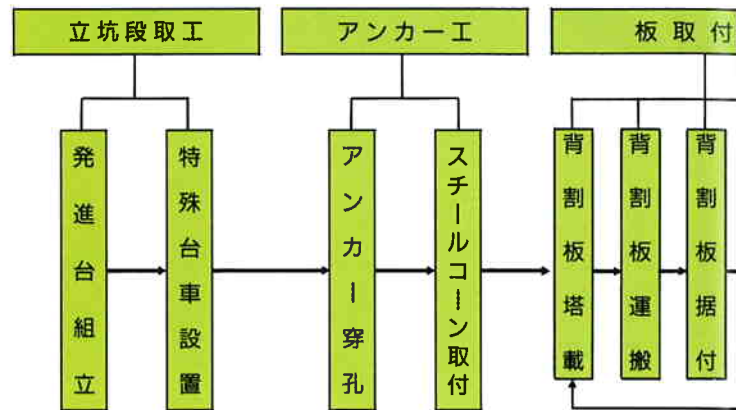 立坑段取工
アンカー工
板取付
発進台組立
特殊台車設置
アンカー穿孔
スチールコーン取付
背割板塔載
背割板運搬
背割板据付